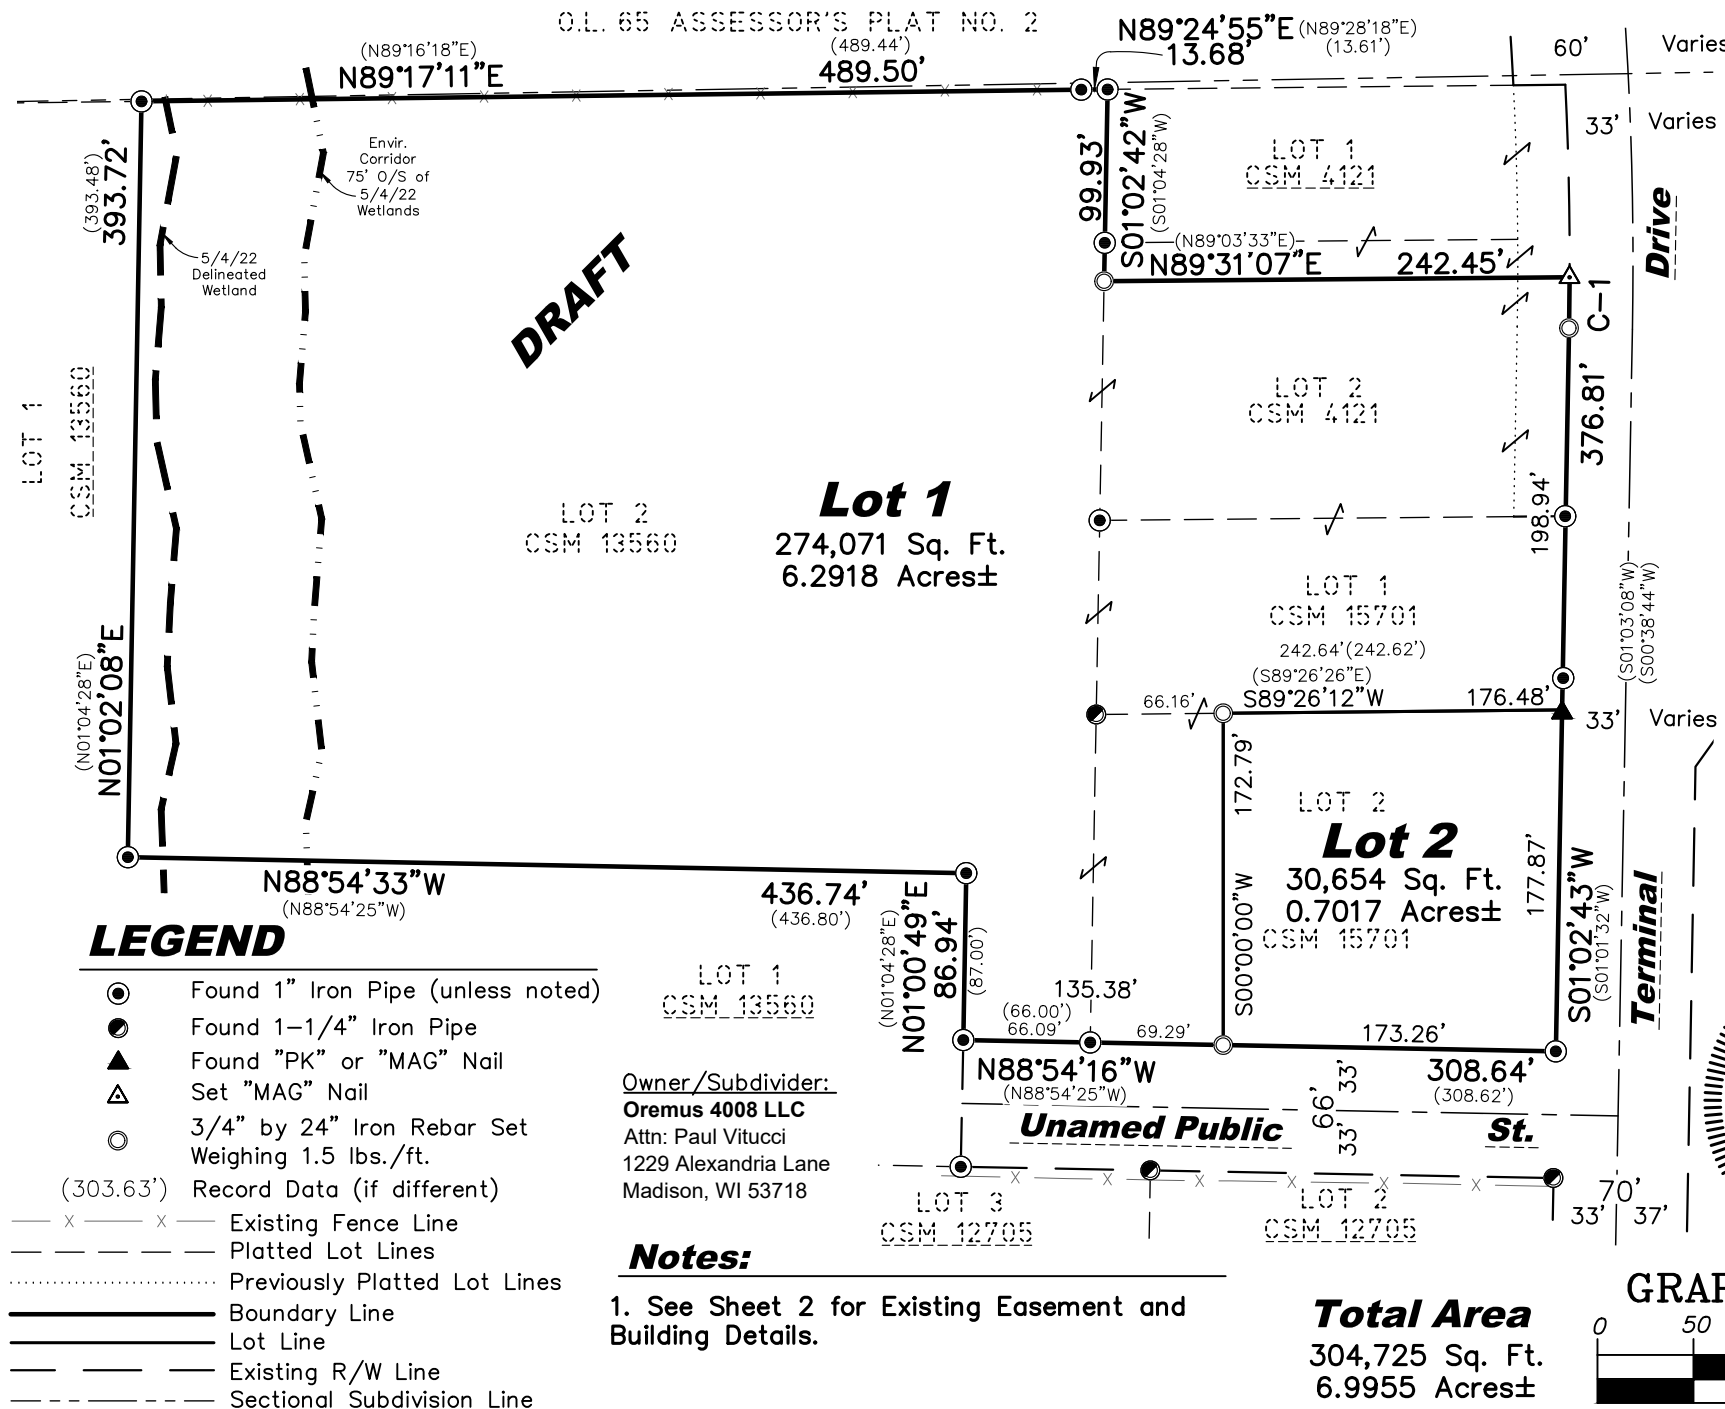 O.L. 65 ASSESSOR'S PLAT NO. 2
(N89°16'18"E)
N89°17'11"E
(489.44')
489.50'
N89°24'55"E (N89°28'18"E)
13.68' (13.61')
60'
Varies
33' Varies
(393.48')
393.72'
Envir.
Corridor
75' O/S of
5/4/22
Wetlands
5/4/22
Delineated
Wetland
DRAFT
99.93'
S01°02'42"W
(S01°04'28"W)
LOT 1
CSM 4121
(N89°03'33"E)
N89°31'07"E 242.45'
Drive
C-1
LOT 1
CSM 13560
LOT 2
CSM 4121
376.81'
198.94'
Lot 1
274,071 Sq. Ft.
6.2918 Acres±
LOT 2
CSM 13560
LOT 1
CSM 15701
242.64'(242.62')
(S89°26'26"E)
66.16' S89°26'12"W 176.48'
(S01°03'08"W)
(S00°38'44"W)
33' Varies
N01°02'08"E
(N01°04'28"E)
172.79'
S00°00'00"W
LOT 2
Lot 2
30,654 Sq. Ft.
0.7017 Acres±
CSM 15701
177.87'
S01°02'43"W
(S01°01'32"W)
Terminal
N88°54'33"W
(N88°54'25"W)
436.74'
(436.80')
(N01°04'28"E)
N01°00'49"E
86.94'
(87.00')
LOT 1
CSM 13560
135.38'
(66.00')
66.09' 69.29' 173.26'
N88°54'16"W
(N88°54'25"W)
308.64'
(308.62')
66'
33'
33'
Unamed Public St.
LOT 3
CSM 12705
LOT 2
CSM 12705
70'
33' 37'
LEGEND
Found 1" Iron Pipe (unless noted)
Found 1-1/4" Iron Pipe
Found "PK" or "MAG" Nail
Set "MAG" Nail
3/4" by 24" Iron Rebar Set
Weighing 1.5 lbs./ft.
(303.63') Record Data (if different)
Existing Fence Line
Platted Lot Lines
Previously Platted Lot Lines
Boundary Line
Lot Line
Existing R/W Line
Sectional Subdivision Line
Owner/Subdivider:
Oremus 4008 LLC
Attn: Paul Vitucci
1229 Alexandria Lane
Madison, WI 53718
Notes:
1. See Sheet 2 for Existing Easement and
Building Details.
Total Area
304,725 Sq. Ft.
6.9955 Acres±
0 50